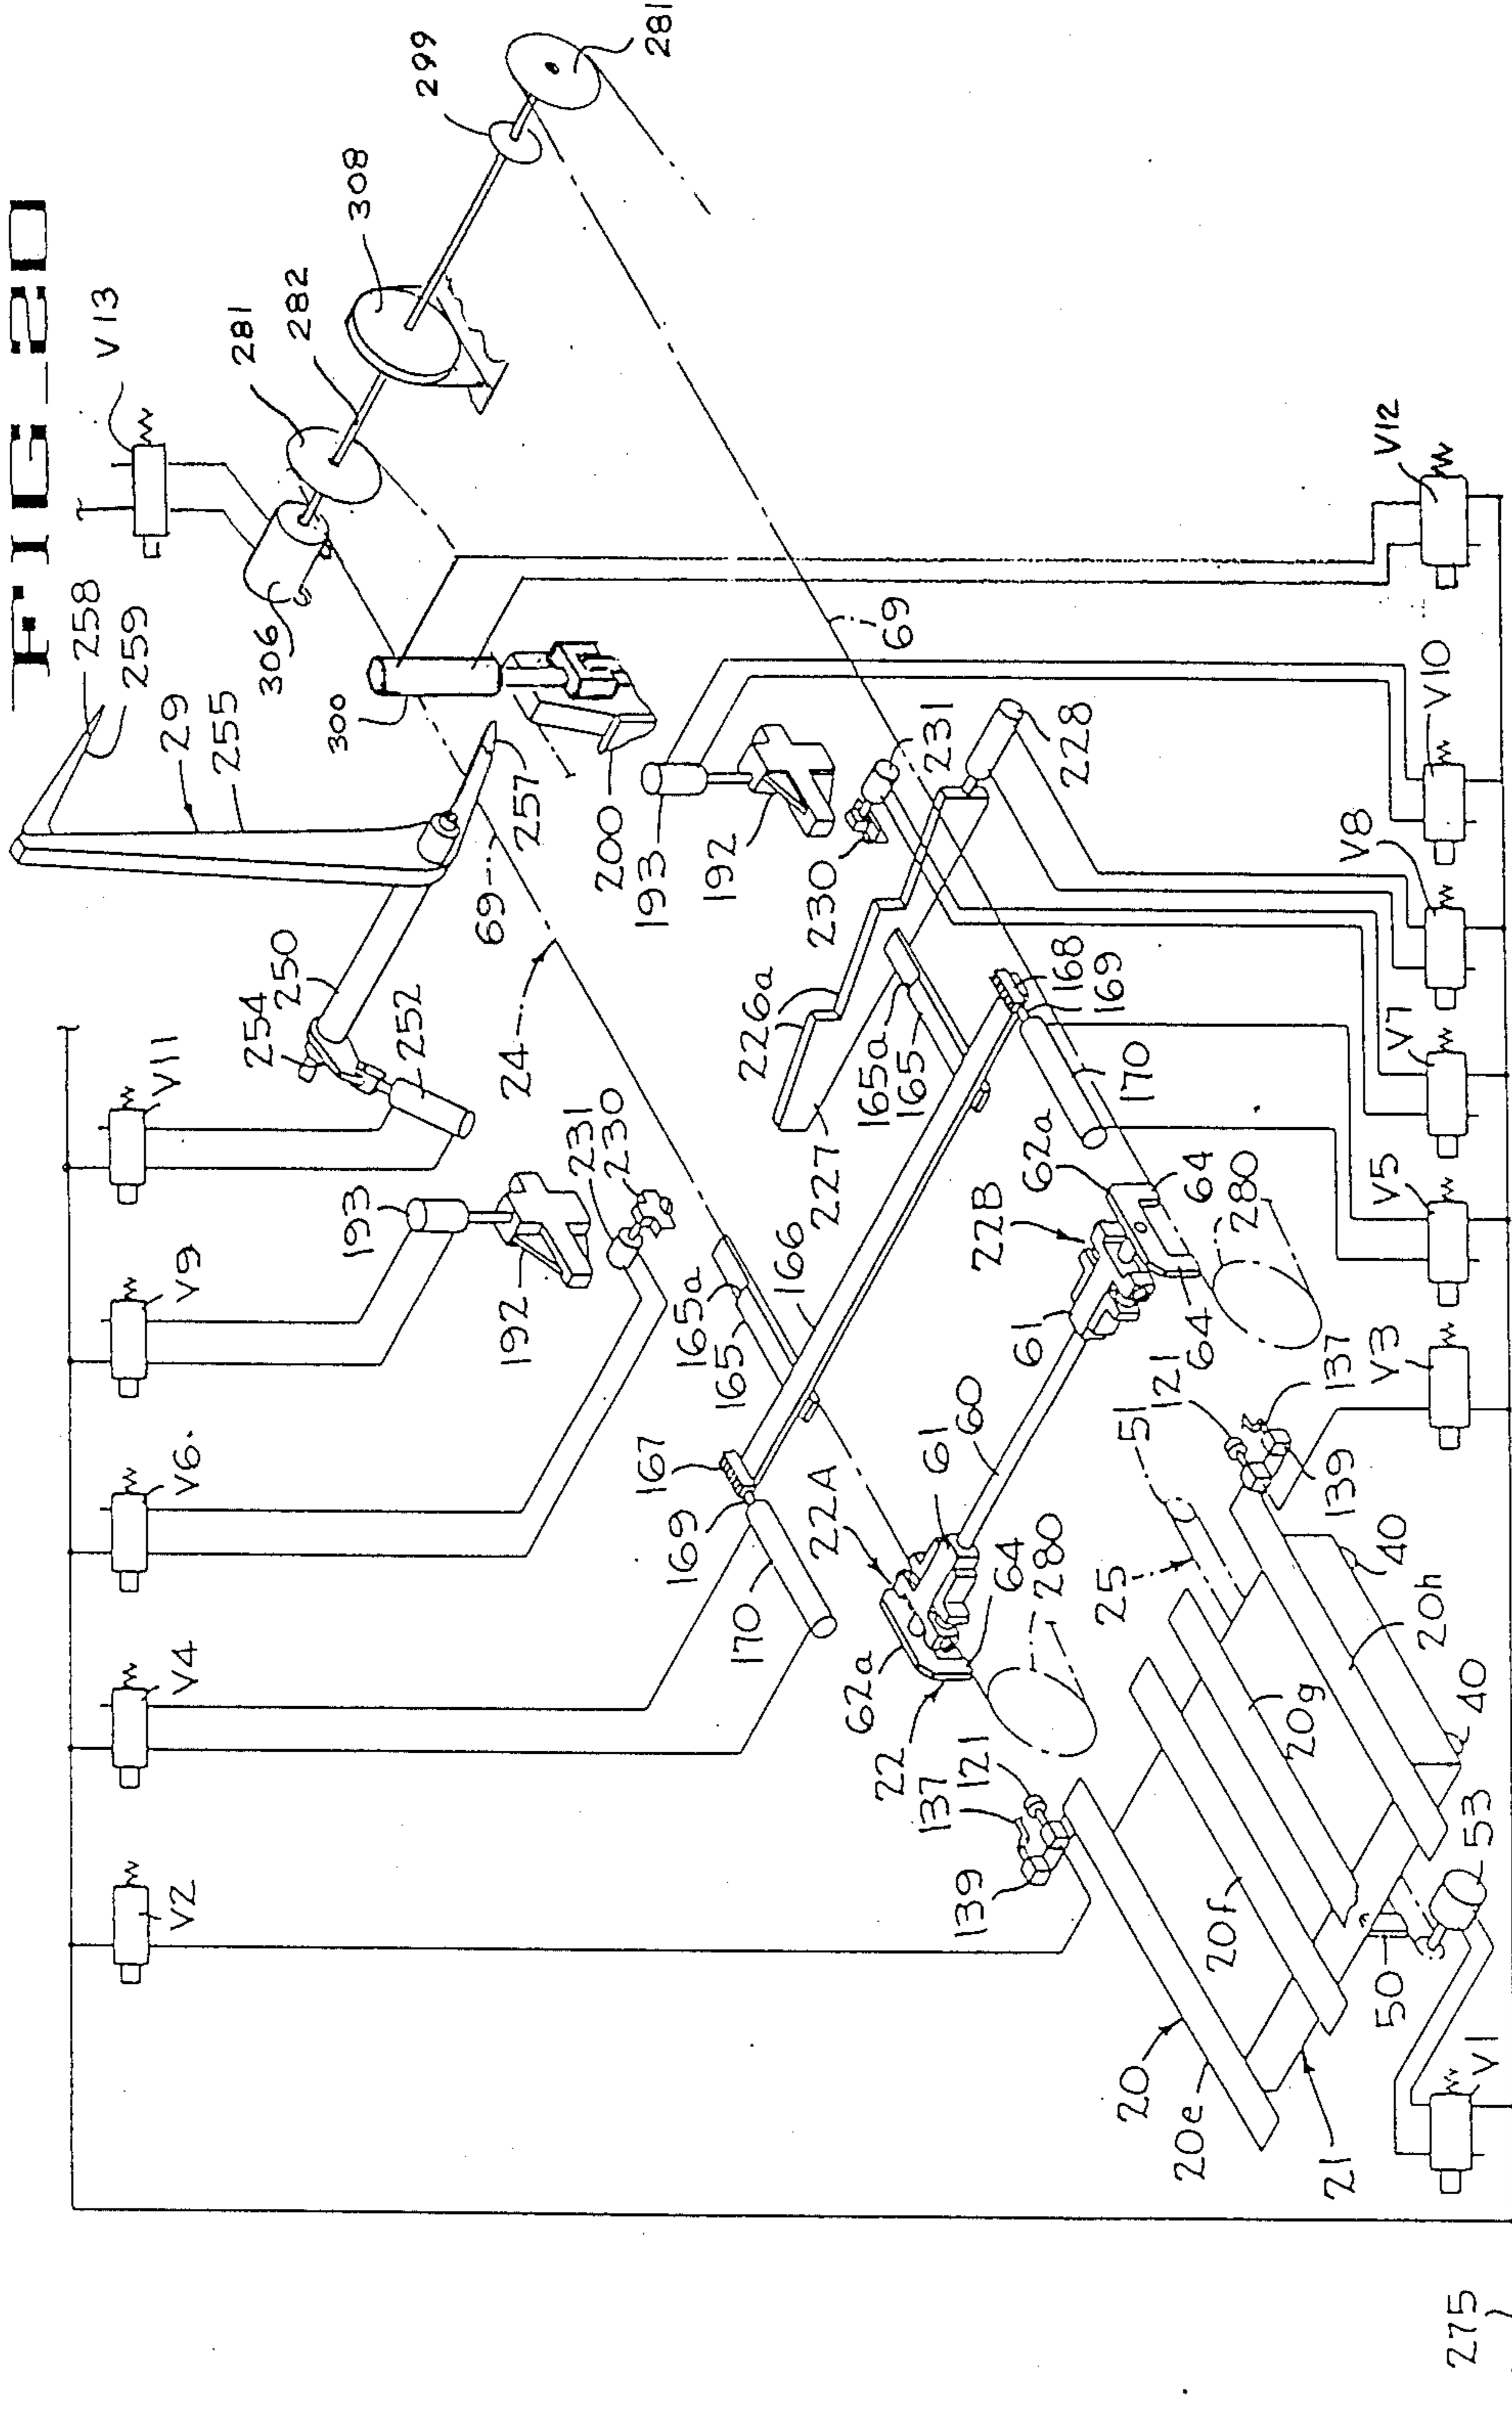 FIG_20
V13
258
259
29
255
306
281
282
308
299
281
300
257
69
200
193
192
230
231
69
228
V12
V10
V8
V7
V5
V3
V1
V11
254
250
252
24
V9
193
192
231
230
V6.
V4
V2
226a
227
165a
165
168
169
170
165a
165
166
167
169
170
22A
61
60
61
22B
62a
64
64
280
62a
64
280
22
137
121
139
25
51
121
137
139
40
20h
40
20g
20f
53
50
20
20e
21
275